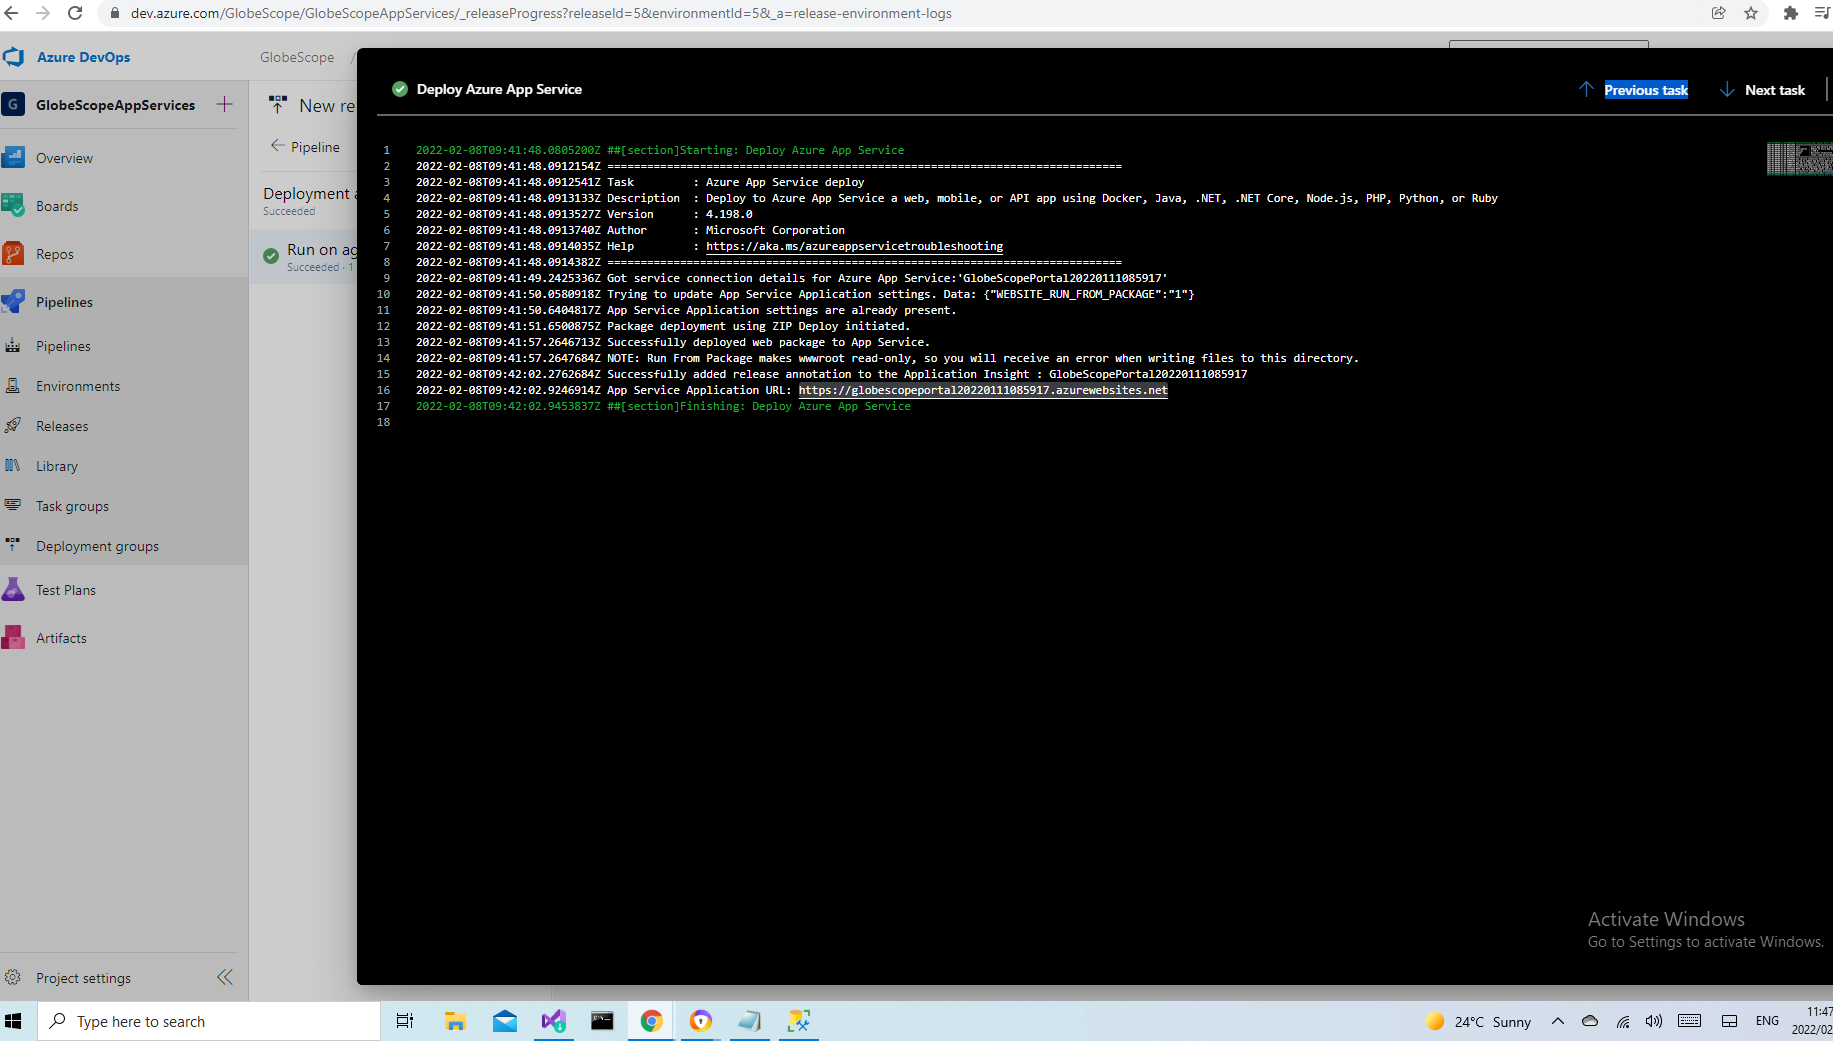 dev.azure.com/GlobeScope/GlobeScopeAppServices/_releaseProgress?releaseId=5&environmentId=5&_a=release-environment-logs
Azure DevOps
GlobeScope /
G GlobeScopeAppServices
Overview
Boards
Repos
Pipelines
Pipelines
Environments
Releases
Library
Task groups
Deployment groups
Test Plans
Artifacts
Project settings
New re
Pipeline
Deployment a
Succeeded
Run on ag
Succeeded · 1
Deploy Azure App Service
Previous task
Next task
1 2022-02-08T09:41:48.0805200Z ##[section]Starting: Deploy Azure App Service
2 2022-02-08T09:41:48.0912154Z ==============================================================================
3 2022-02-08T09:41:48.0912541Z Task         : Azure App Service deploy
4 2022-02-08T09:41:48.0913133Z Description  : Deploy to Azure App Service a web, mobile, or API app using Docker, Java, .NET, .NET Core, Node.js, PHP, Python, or Ruby
5 2022-02-08T09:41:48.0913527Z Version      : 4.198.0
6 2022-02-08T09:41:48.0913740Z Author       : Microsoft Corporation
7 2022-02-08T09:41:48.0914035Z Help         : https://aka.ms/azureappservicetroubleshooting
8 2022-02-08T09:41:48.0914382Z ==============================================================================
9 2022-02-08T09:41:49.2425336Z Got service connection details for Azure App Service:'GlobeScopePortal20220111085917'
10 2022-02-08T09:41:50.0580918Z Trying to update App Service Application settings. Data: {"WEBSITE_RUN_FROM_PACKAGE":"1"}
11 2022-02-08T09:41:50.6404817Z App Service Application settings are already present.
12 2022-02-08T09:41:51.6500875Z Package deployment using ZIP Deploy initiated.
13 2022-02-08T09:41:57.2646713Z Successfully deployed web package to App Service.
14 2022-02-08T09:41:57.2647684Z NOTE: Run From Package makes wwwroot read-only, so you will receive an error when writing files to this directory.
15 2022-02-08T09:42:02.2762684Z Successfully added release annotation to the Application Insight : GlobeScopePortal20220111085917
16 2022-02-08T09:42:02.9246914Z App Service Application URL: https://globescopeportal20220111085917.azurewebsites.net
17 2022-02-08T09:42:02.9453837Z ##[section]Finishing: Deploy Azure App Service
18
Activate Windows
Go to Settings to activate Windows.
Type here to search
24°C Sunny
ENG
11:47
2022/02